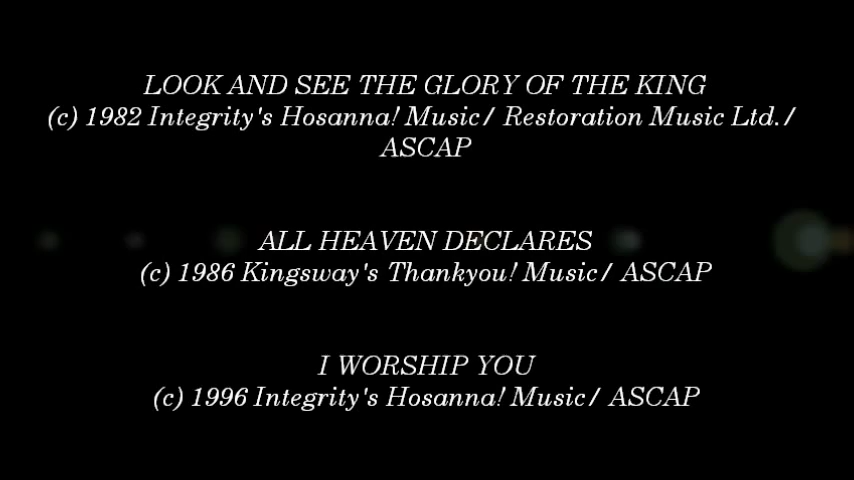 LOOK AND SEE THE GLORY OF THE KING
(c) 1982 Integrity's Hosanna! Music/ Restoration Music Ltd./
ASCAP
ALL HEAVEN DECLARES
(c) 1986 Kingsway's Thankyou! Music/ ASCAP
I WORSHIP YOU
(c) 1996 Integrity's Hosanna! Music/ ASCAP